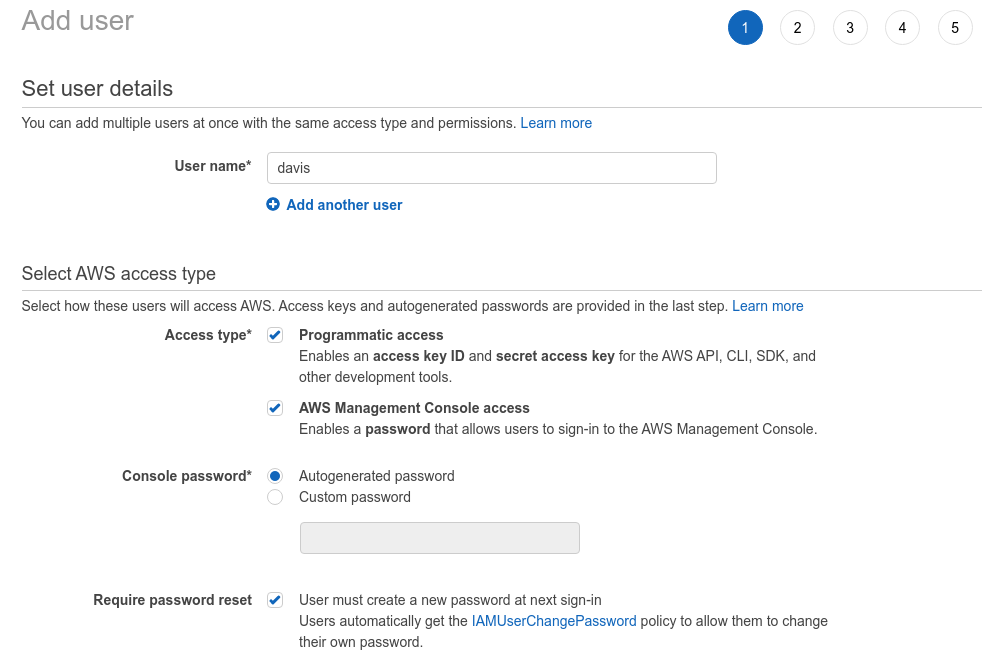 Add user
1 2 3 4 5
Set user details
You can add multiple users at once with the same access type and permissions. Learn more
User name* davis
Add another user
Select AWS access type
Select how these users will access AWS. Access keys and autogenerated passwords are provided in the last step. Learn more
Access type* Programmatic access
Enables an access key ID and secret access key for the AWS API, CLI, SDK, and
other development tools.
AWS Management Console access
Enables a password that allows users to sign-in to the AWS Management Console.
Console password* Autogenerated password
Custom password
Require password reset User must create a new password at next sign-in
Users automatically get the IAMUserChangePassword policy to allow them to change
their own password.